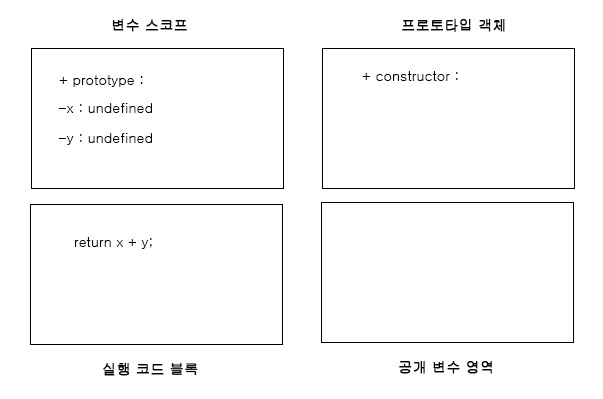 변수 스코프
프로토타입 객체
+ prototype :
-x : undefined
-y : undefined
+ constructor :
return x + y;
실행 코드 블록
공개 변수 영역